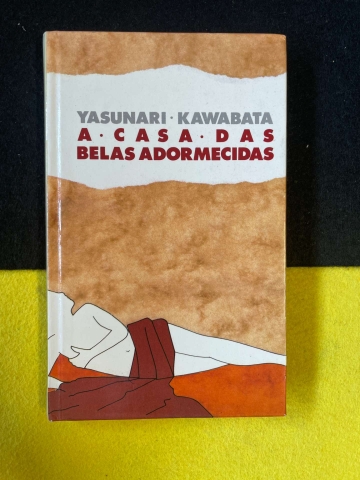 YASUNARI · KAWABATA
A · CASA · DAS
BELAS ADORMECIDAS